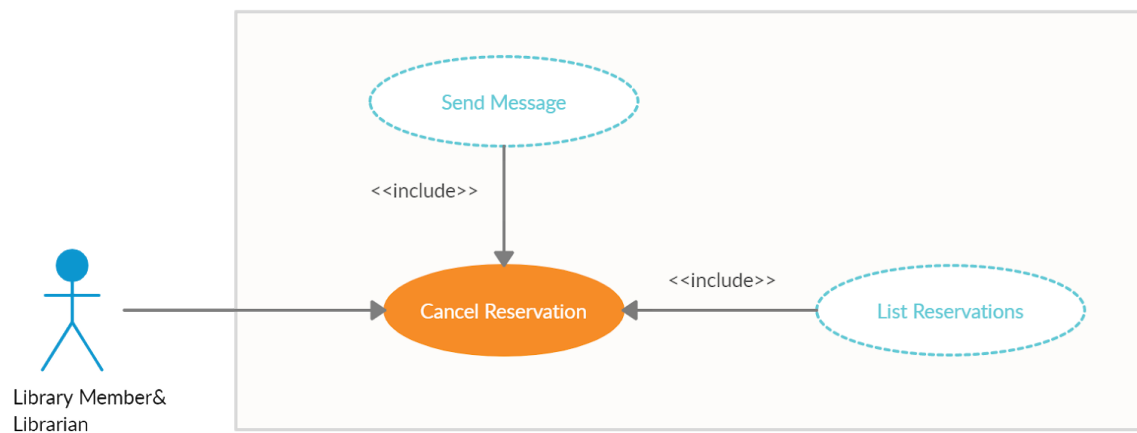 Send Message
<<include>>
<<include>>
Cancel Reservation
List Reservations
Library Member&
Librarian